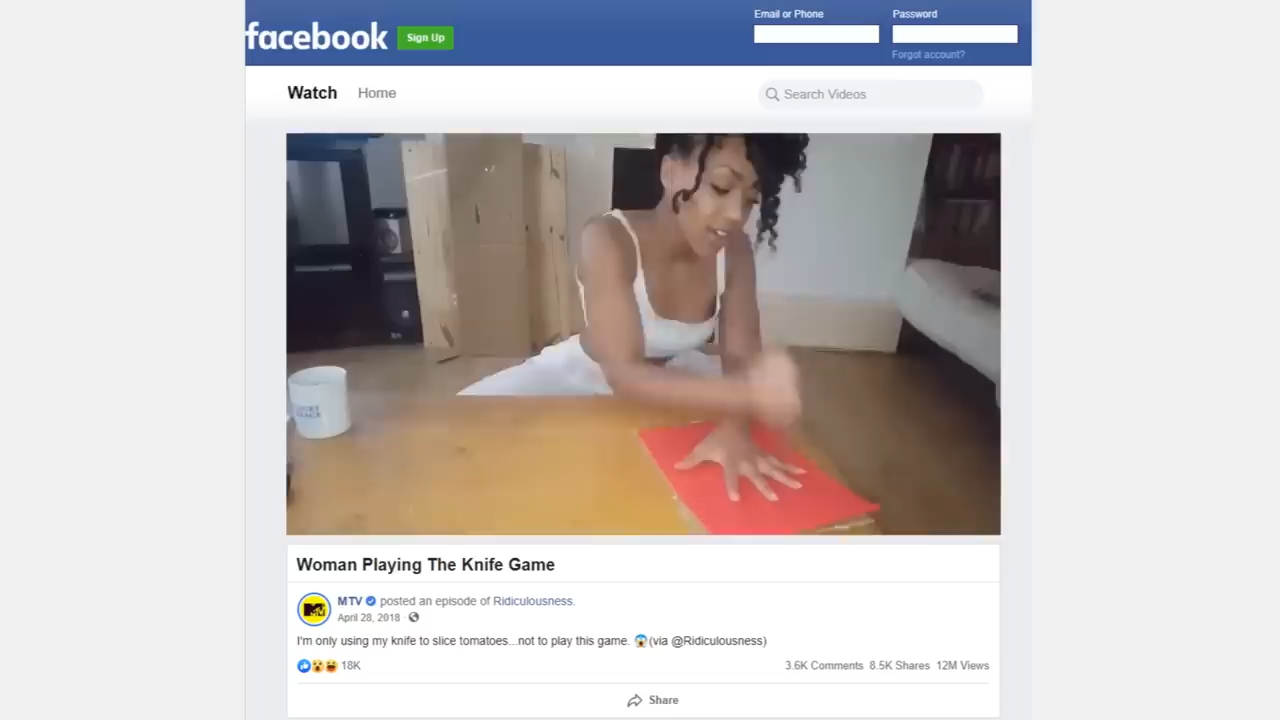 facebook
Sign Up
Email or Phone
Password
Forgot account?
Watch
Home
Search Videos
Woman Playing The Knife Game
MTV posted an episode of Ridiculousness.
April 28, 2018
I'm only using my knife to slice tomatoes...not to play this game. 😱(via @Ridiculousness)
18K
3.6K Comments 8.5K Shares 12M Views
Share